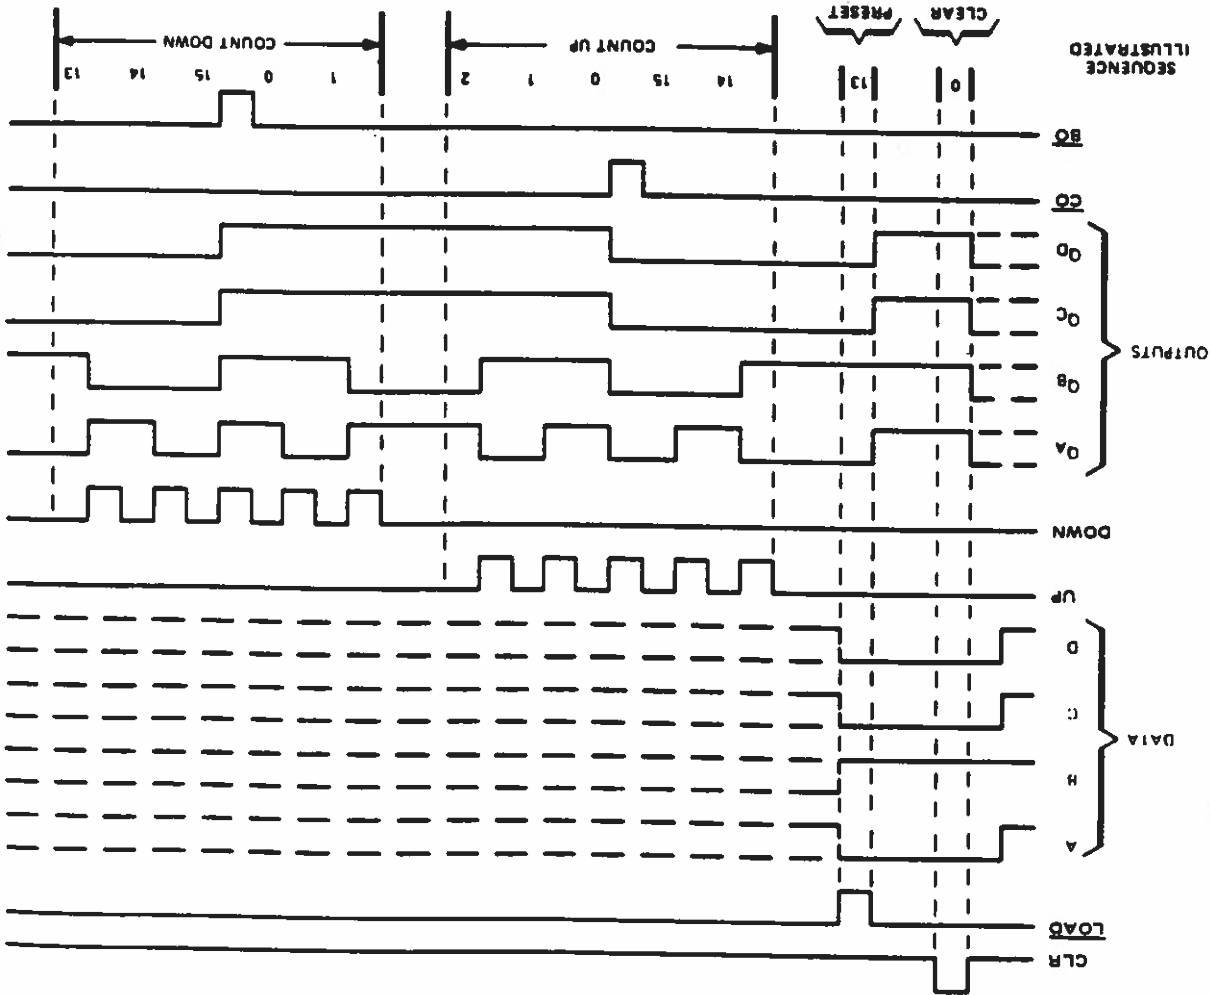 CLR
LOAD
A
B
DATA
C
D
UP
DOWN
QA
QB
OUTPUTS
QC
QD
CO
BO
SEQUENCE
ILLUSTRATED
0 13 14 15 0 1 2 1 0 15 14 13
COUNT UP COUNT DOWN
CLEAR PRESET